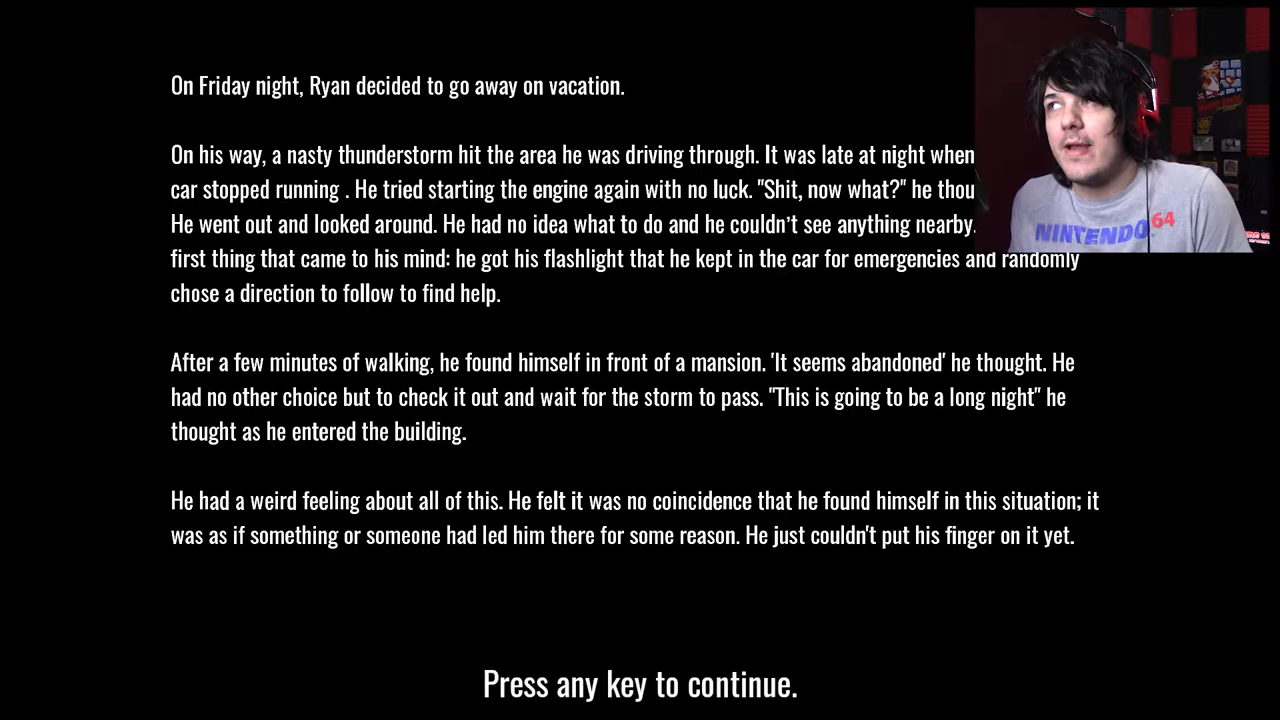 On Friday night, Ryan decided to go away on vacation.
On his way, a nasty thunderstorm hit the area he was driving through. It was late at night when
car stopped running . He tried starting the engine again with no luck. "Shit, now what?" he
He went out and looked around. He had no idea what to do and he couldn’t see anything nearby.
first thing that came to his mind: he got his flashlight that he kept in the car for emergencies and randomly
chose a direction to follow to find help.
After a few minutes of walking, he found himself in front of a mansion. 'It seems abandoned' he thought. He
had no other choice but to check it out and wait for the storm to pass. "This is going to be a long night" he
thought as he entered the building.
He had a weird feeling about all of this. He felt it was no coincidence that he found himself in this situation; it
was as if something or someone had led him there for some reason. He just couldn't put his finger on it yet.
Press any key to continue.
NINTENDO 64